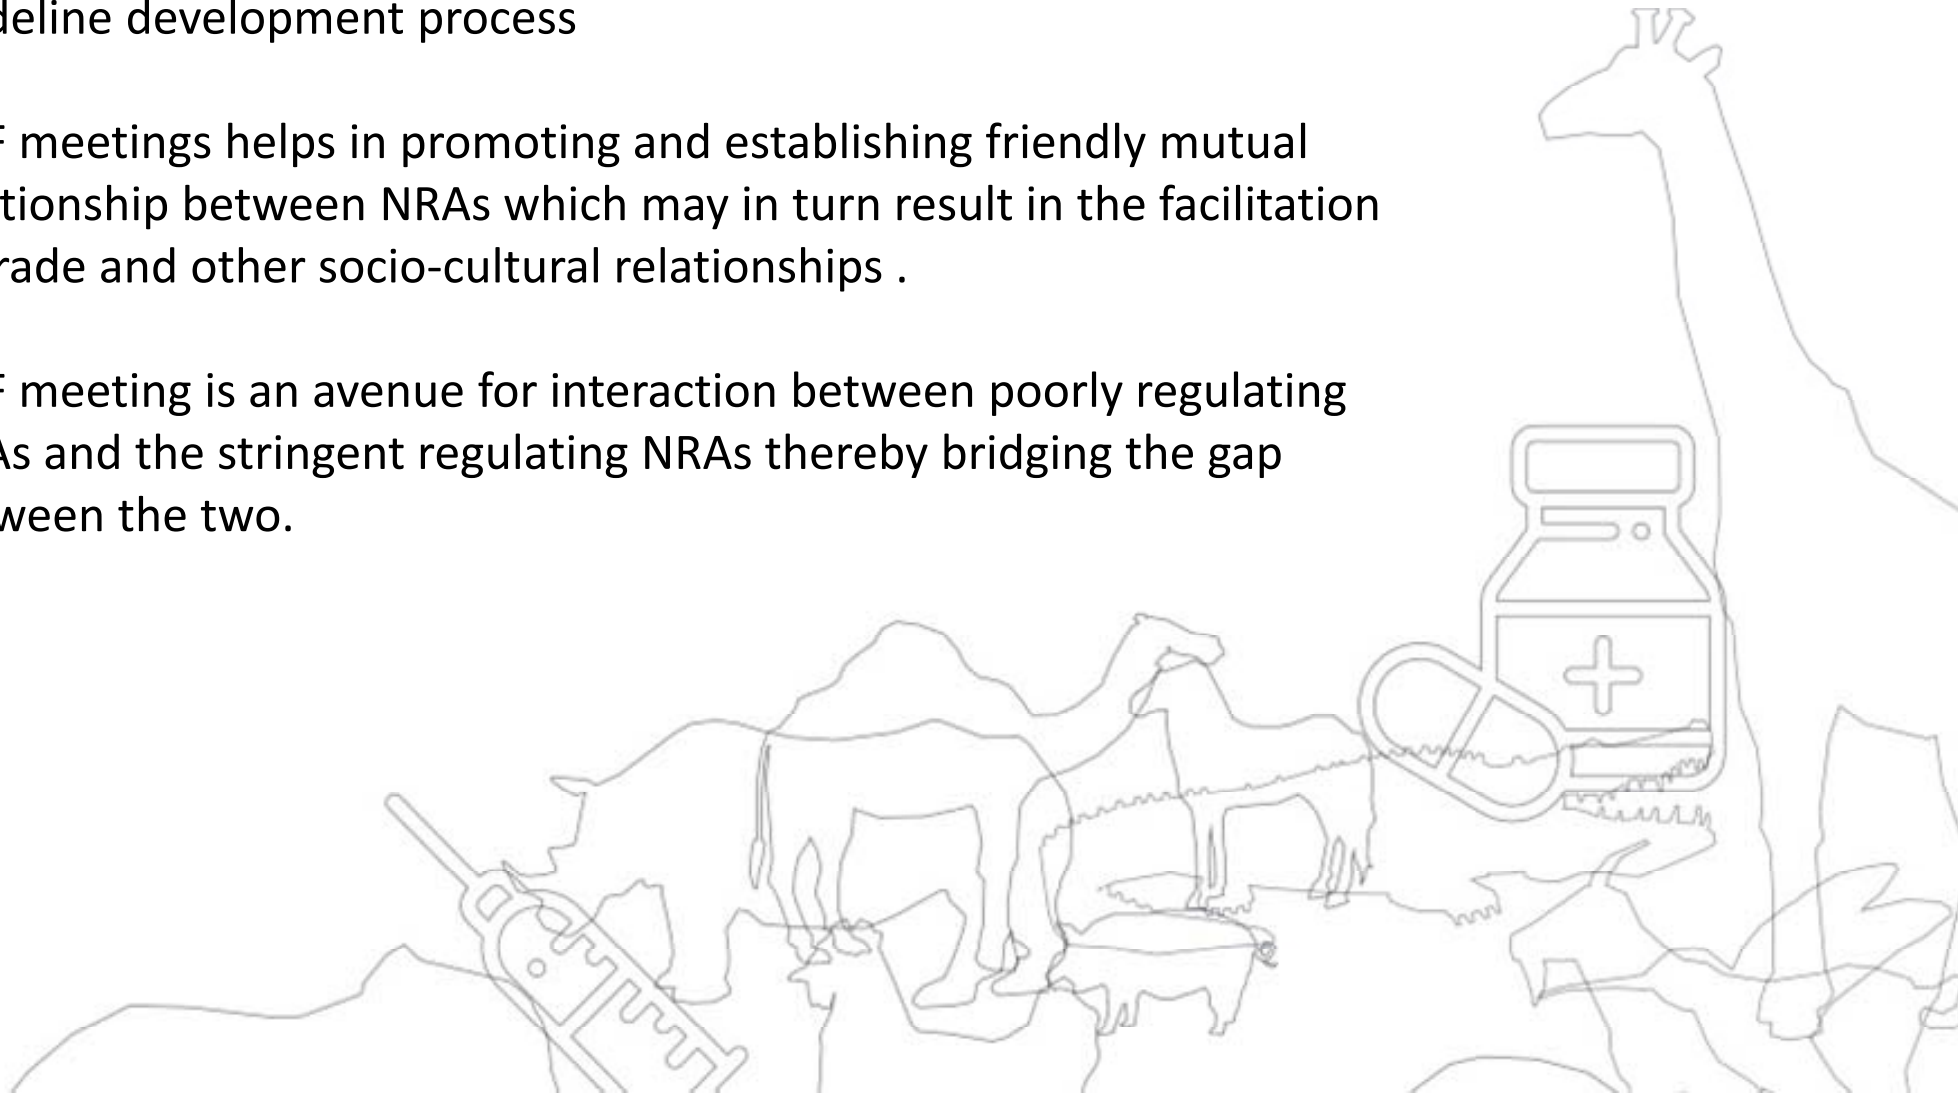 deline development process
F meetings helps in promoting and establishing friendly mutual
tionship between NRAs which may in turn result in the facilitation
rade and other socio-cultural relationships .
F meeting is an avenue for interaction between poorly regulating
As and the stringent regulating NRAs thereby bridging the gap
ween the two.